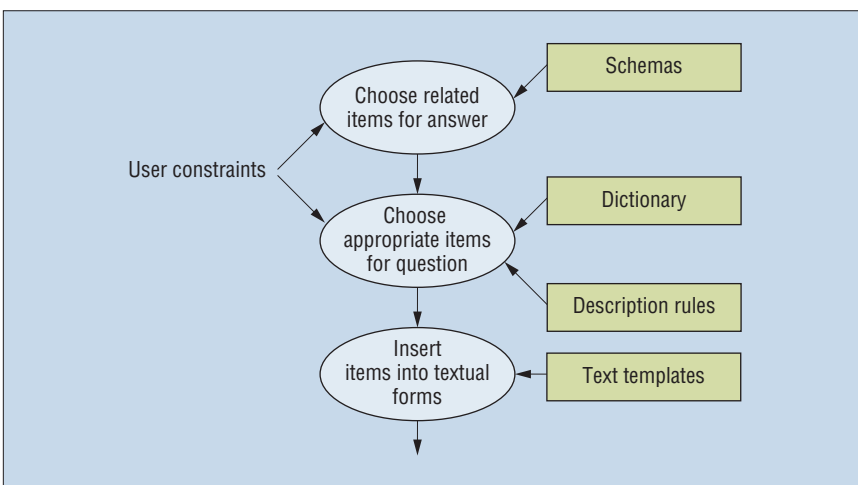 Schemas
Choose related
items for answer
User constraints
Dictionary
Choose
appropriate items
for question
Description rules
Insert
items into textual
forms
Text templates